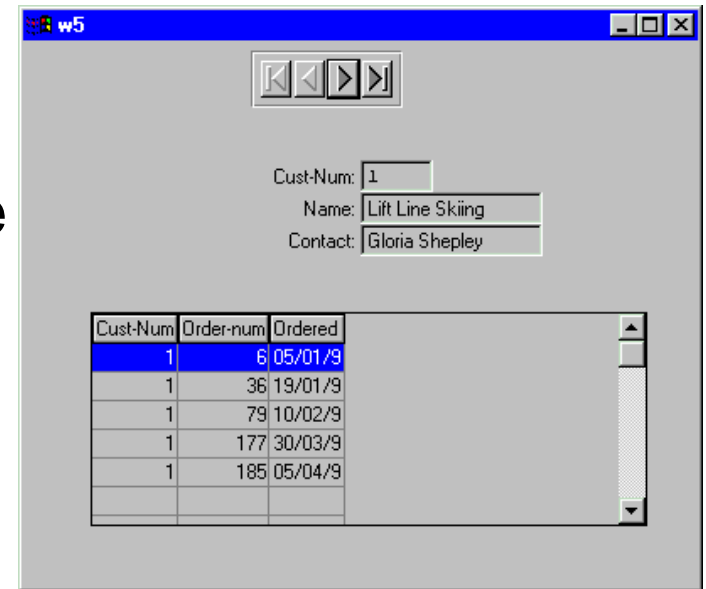 w5
Cust-Num: 1
e
Name: Lift Line Skiing
Contact: Gloria Shepley
Cust-Num Order-num Ordered
1 6 05/01/9
1 36 19/01/9
1 79 10/02/9
1 177 30/03/9
1 185 05/04/9